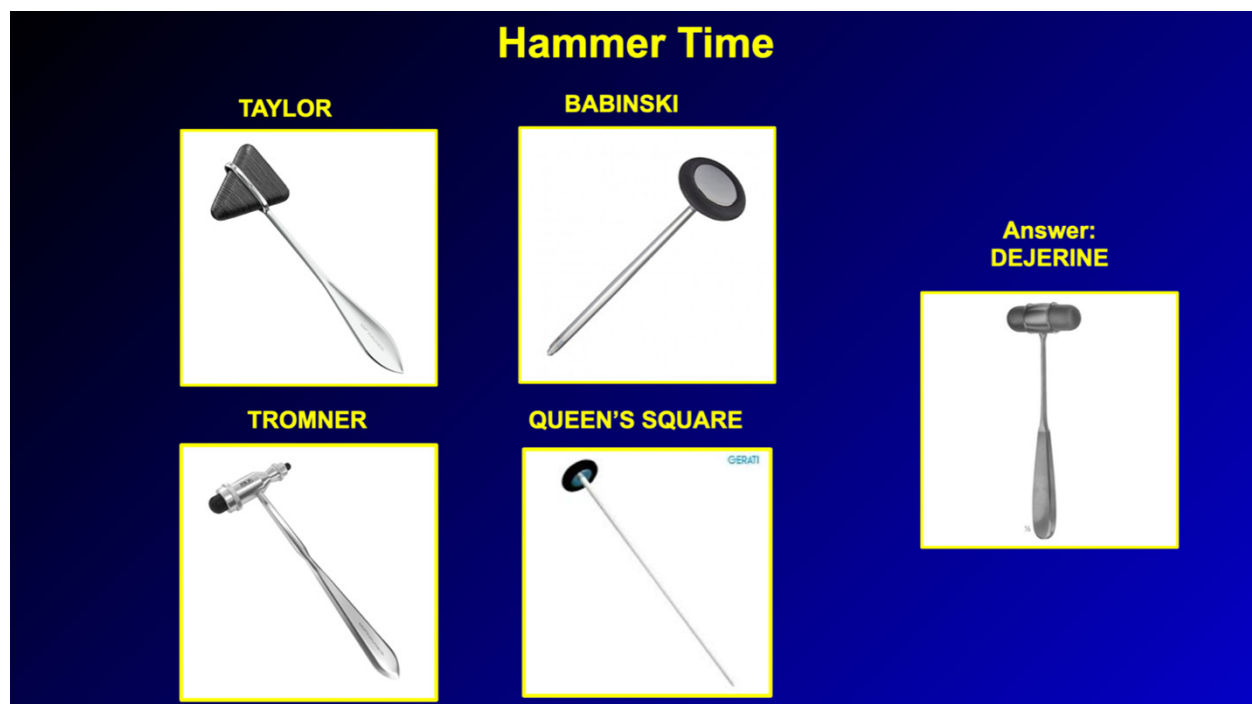 Hammer Time
TAYLOR
BABINSKI
Answer:
DEJERINE
TROMNER
QUEEN’S SQUARE
GERATI